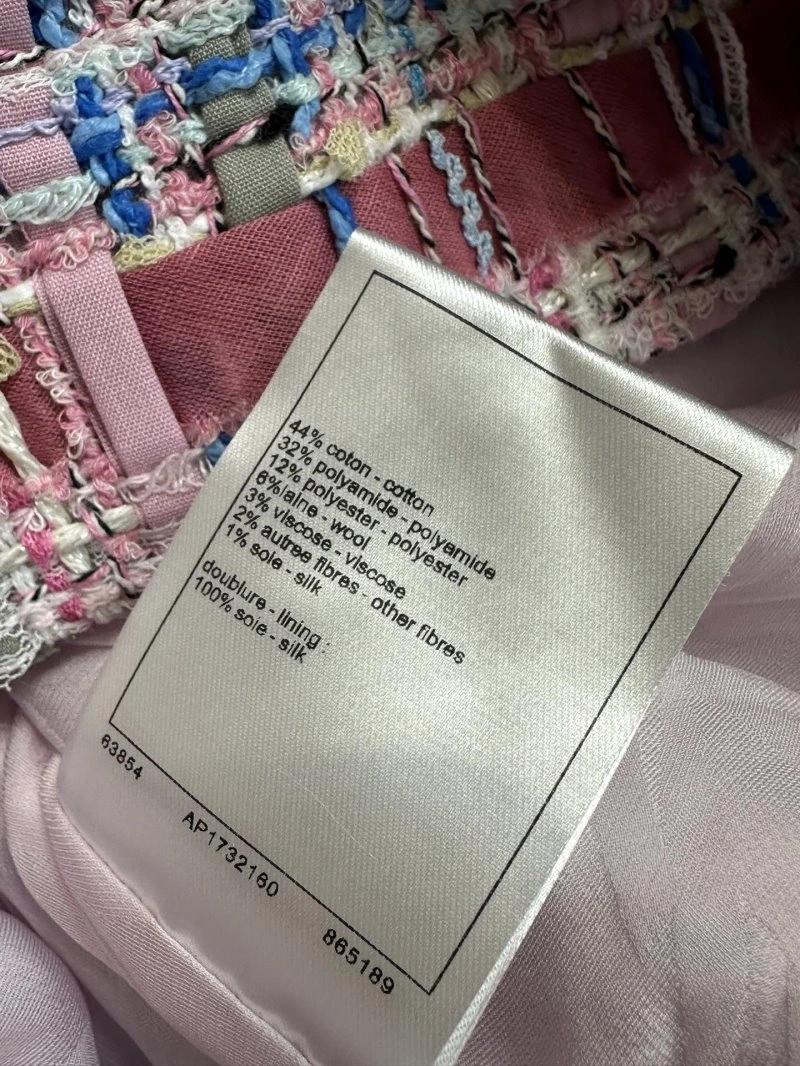 44% coton - cotton
32% polyamide - polyamide
12% polyester - polyester
6%laine - wool
3% viscose - viscose
2% autres fibres - other fibres
1% soie - silk
doublure - lining :
100% soie - silk
63854
AP1732160
865189